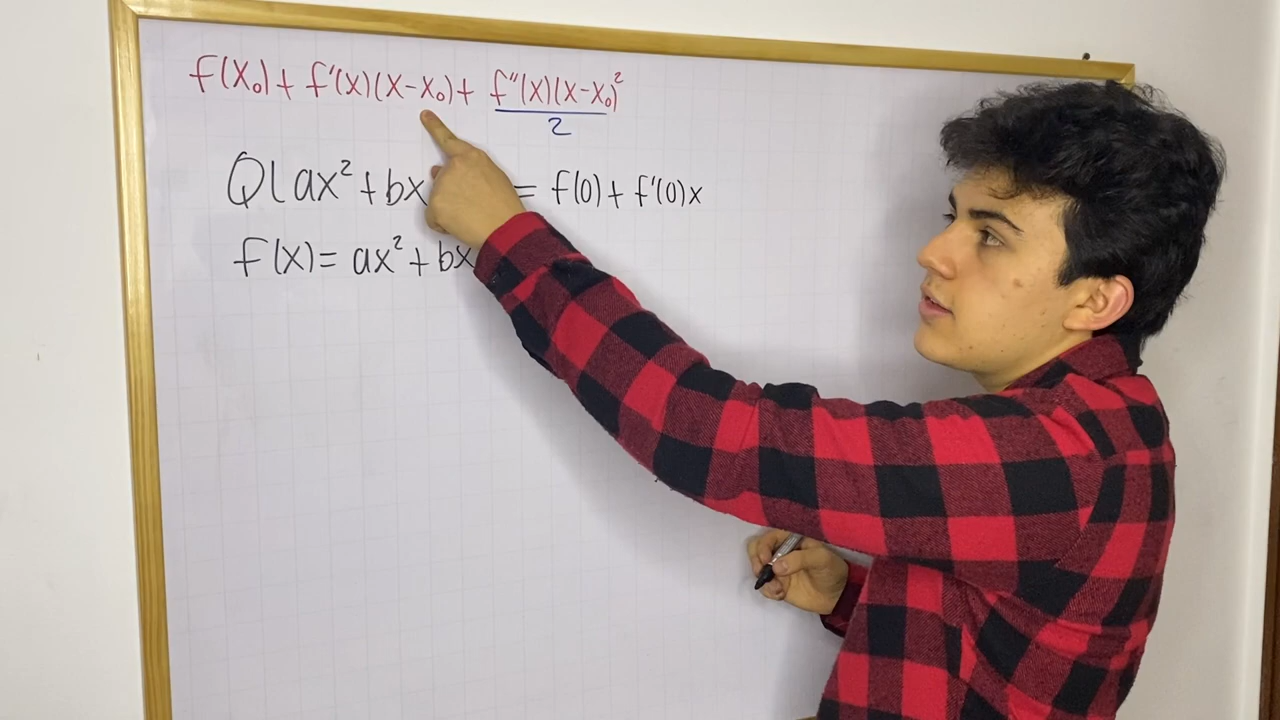 f(x₀) + f'(x)(x-x₀) + f''(x)(x-x₀)²/2
Q(ax²+bx = f(0) + f'(0)x
f(x) = ax²+bx